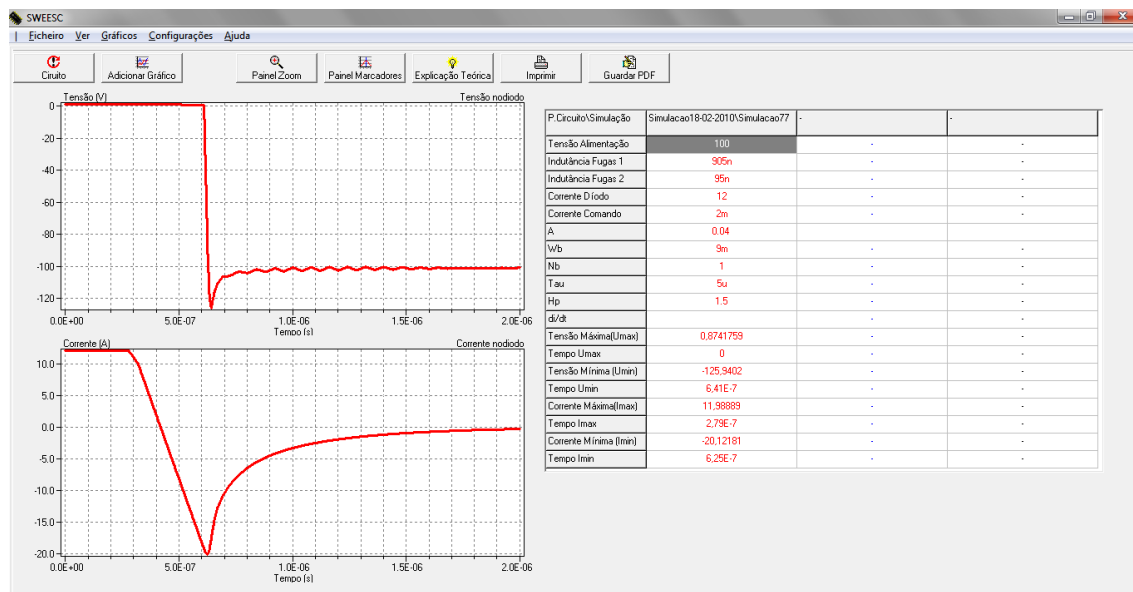 SWEESC
Ficheiro Ver Gráficos Configurações Ajuda
Ciruito Adicionar Gráfico Painel Zoom Painel Marcadores Explicação Teórica Imprimir Guardar PDF
Tensão (V) Tensão nodiodo
0
-20
-40
-60
-80
-100
-120
0.0E+00 5.0E-07 1.0E-06 1.5E-06 2.0E-06
Tempo (s)
Corrente (A) Corrente nodiodo
10.0
5.0
0.0
-5.0
-10.0
-15.0
-20.0
0.0E+00 5.0E-07 1.0E-06 1.5E-06 2.0E-06
Tempo (s)
P.Circuito\Simulação Simulacao18-02-2010\Simulacao77 - -
Tensão Alimentação 100 - -
Indutância Fugas 1 905n - -
Indutância Fugas 2 95n - -
Corrente Díodo 12 - -
Corrente Comando 2m - -
A 0.04
Wb 9m - -
Nb 1 - -
Tau 5u - -
Hp 1.5 - -
di/dt - -
Tensão Máxima(Umax) 0,8741759 - -
Tempo Umax 0 - -
Tensão Mínima (Umin) -125,9402 - -
Tempo Umin 6,41E-7 - -
Corrente Máxima(Imax) 11,98889 - -
Tempo Imax 2,79E-7 - -
Corrente Mínima (Imin) -20,12181 - -
Tempo Imin 6,25E-7 - -